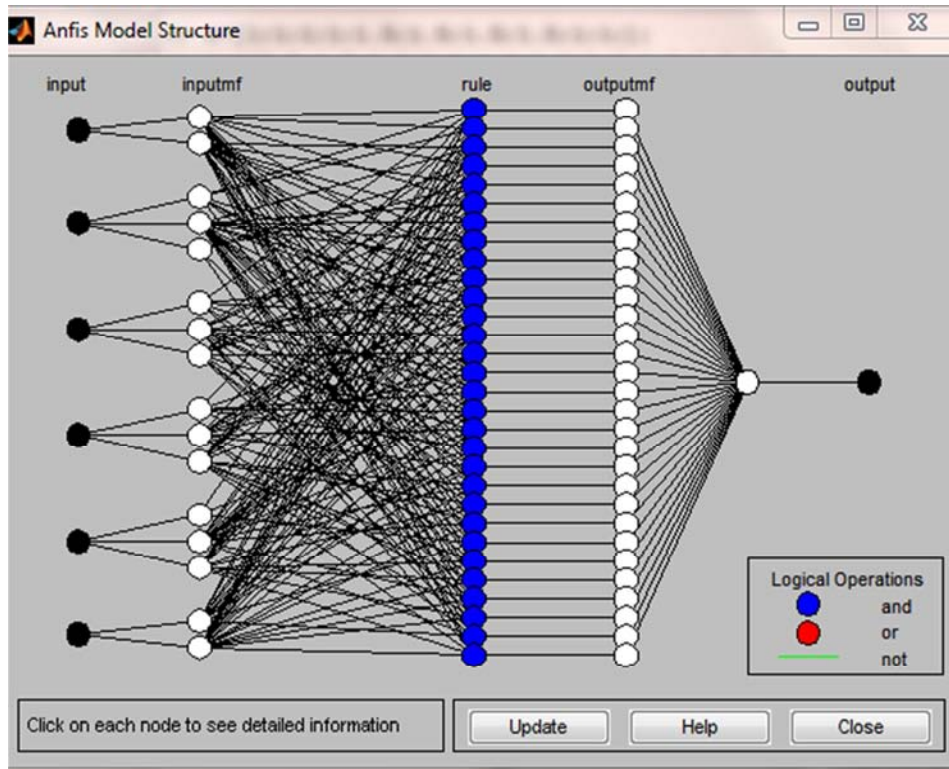 Anfis Model Structure
input inputmf rule outputmf output
Logical Operations
and
or
not
Click on each node to see detailed information
Update Help Close